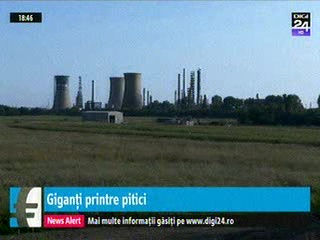 18:46
DIGI
24
HD
Giganți printre pitici
News Alert
Mai multe informații găsiți pe www.digi24.ro